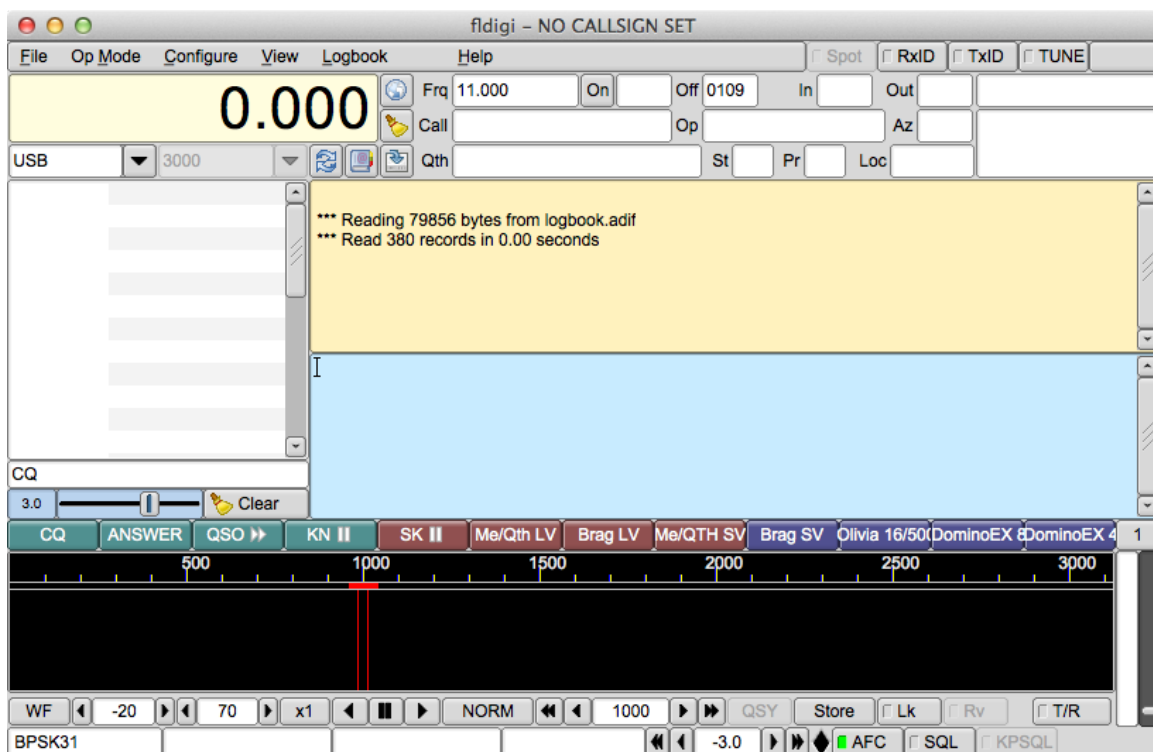 fldigi – NO CALLSIGN SET
File Op Mode Configure View Logbook Help Spot RxID TxID TUNE
0.000
Frq 11.000 On Off 0109 In Out
Call Op Az
USB 3000 Qth St Pr Loc
*** Reading 79856 bytes from logbook.adif
*** Read 380 records in 0.00 seconds
CQ
3.0 Clear
CQ ANSWER QSO KN SK Me/Qth LV Brag LV Me/QTH SV Brag SV Olivia 16/50 DominoEX DominoEX 4 1
500 1000 1500 2000 2500 3000
WF -20 70 x1 NORM 1000 QSY Store Lk Rv T/R
BPSK31 -3.0 AFC SQL KPSQL